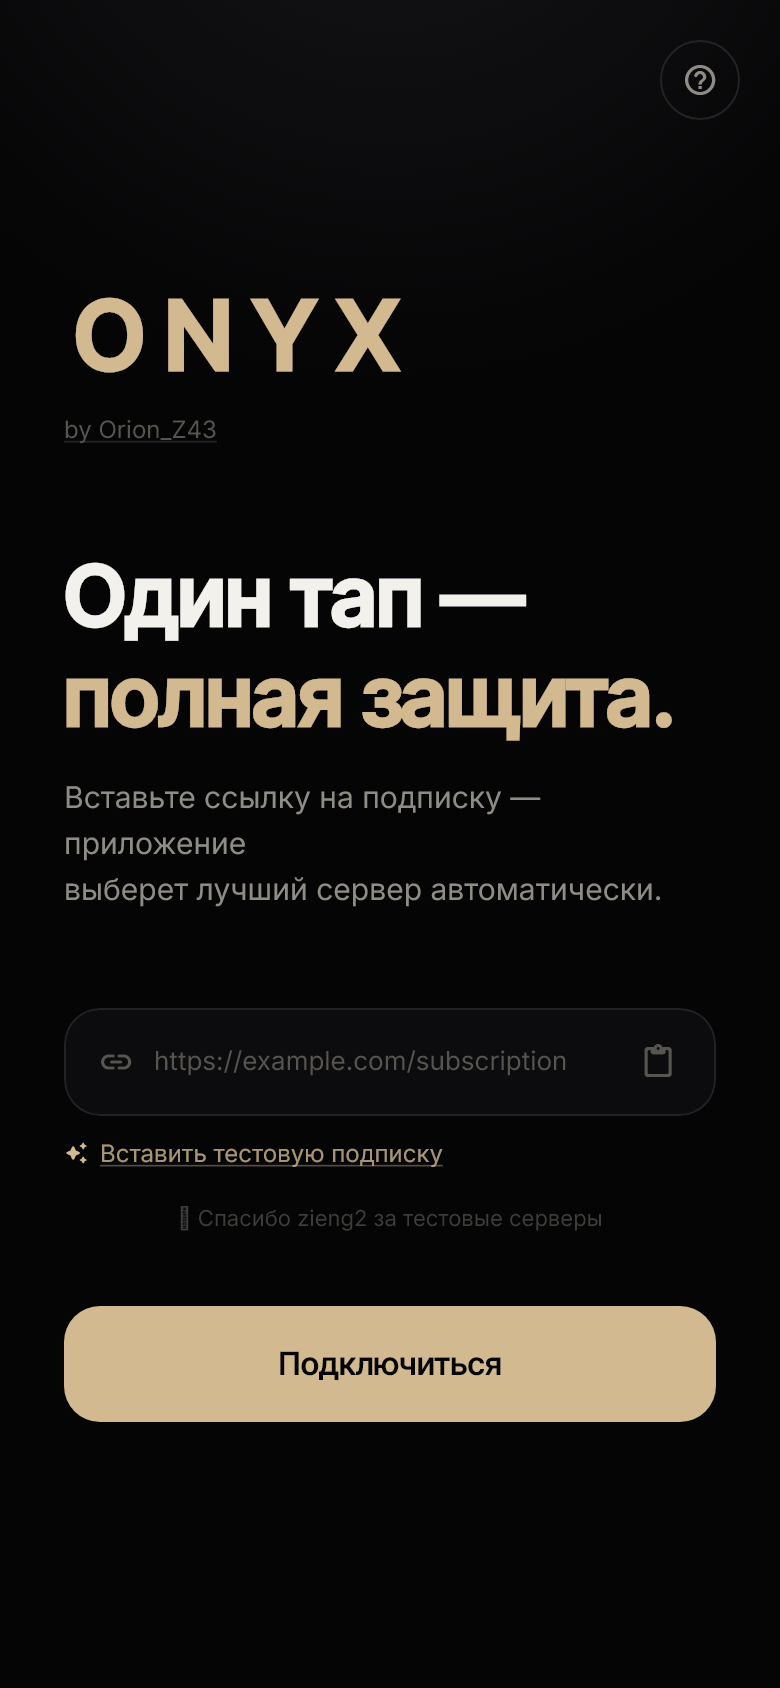 ONYX
by Orion_Z43
Один тап —
полная защита.
Вставьте ссылку на подписку —
приложение
выберет лучший сервер автоматически.
https://example.com/subscription
Вставить тестовую подписку
Спасибо zieng2 за тестовые серверы
Подключиться